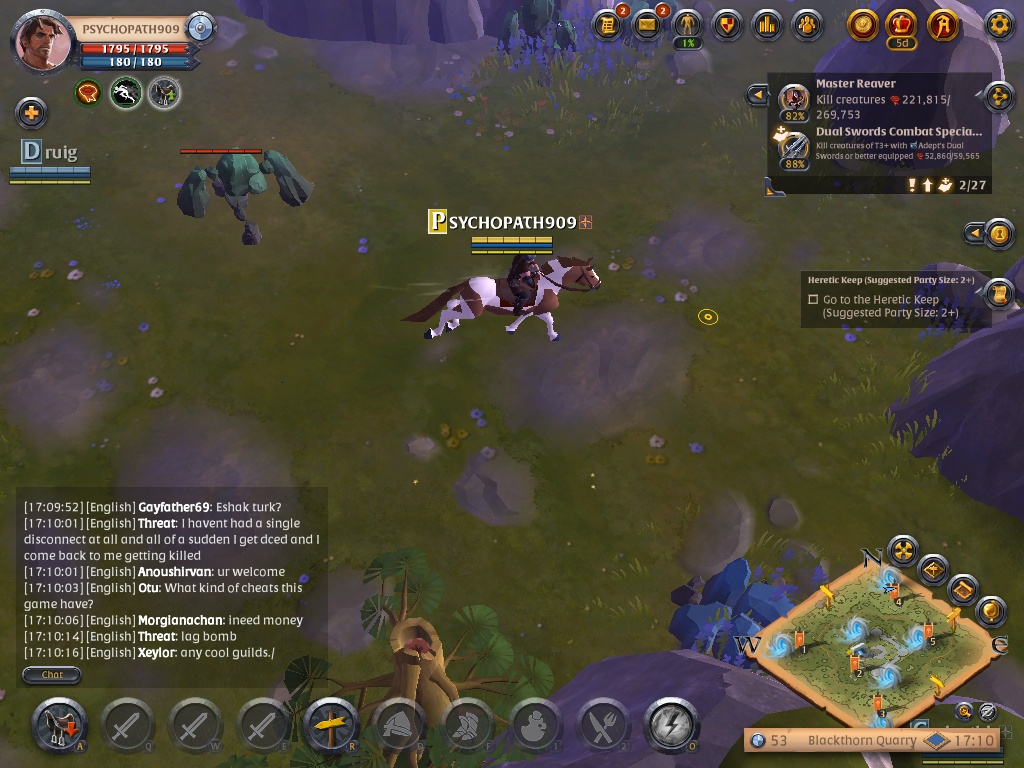 PSYCHOPATH909
1795/1795
180/180
2
2
1%
5d
Master Reaver
Kill creatures 221,815/
269,753
82%
Dual Swords Combat Specia...
Kill creatures of T3+ with Adept's Dual
Swords or better equipped 52,860/59,565
88%
2/27
Druig
PSYCHOPATH909
Heretic Keep (Suggested Party Size: 2+)
Go to the Heretic Keep
(Suggested Party Size: 2+)
[17:09:52][English]Gayfather69: Eshak turk?
[17:10:01][English]Threat: I havent had a single
disconnect at all and all of a sudden I get dced and I
come back to me getting killed
[17:10:01][English]Anoushirvan: ur welcome
[17:10:03][English]Otu: What kind of cheats this
game have?
[17:10:06][English]Morgianachan: ineed money
[17:10:14][English]Threat: lag bomb
[17:10:16][English]Xeylor: any cool guilds./
Chat
N
W
E
1
2
3
4
5
A
Q
W
E
R
D
F
1
2
O
53 Blackthorn Quarry 17:10